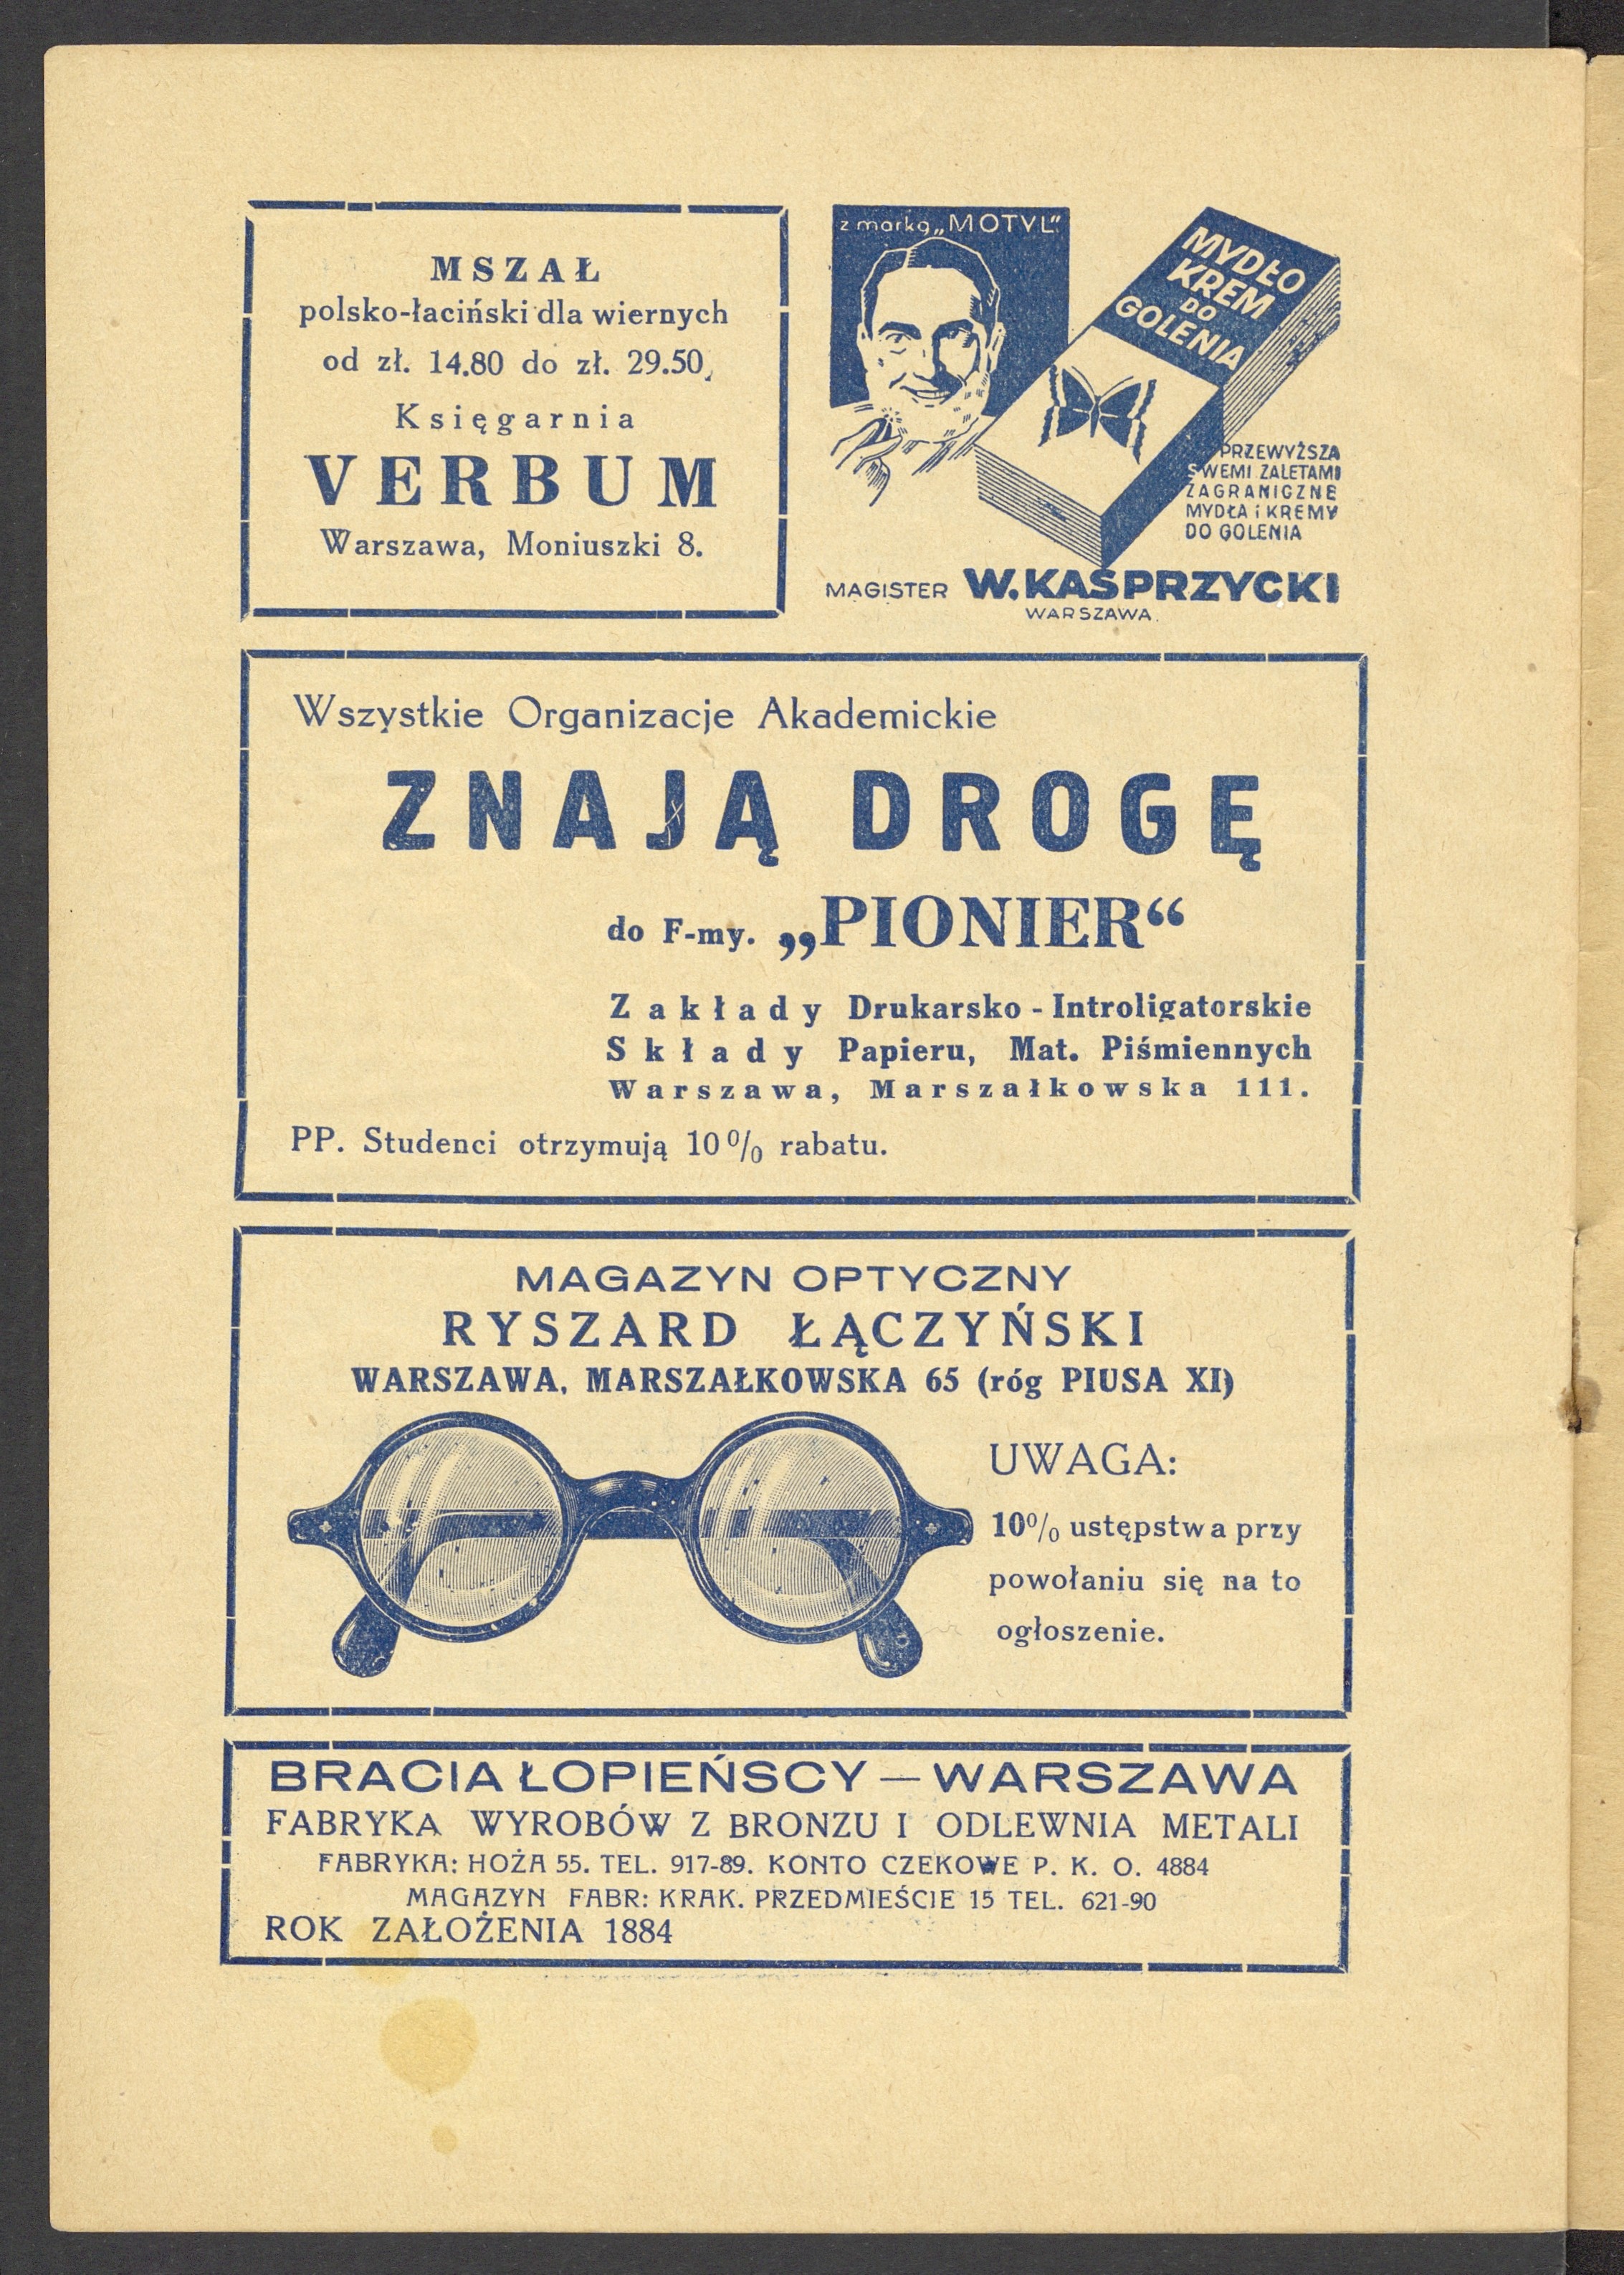 MSZAŁ
polsko-łaciński dla wiernych
od zł. 14.80 do zł. 29.50,
Księgarnia
VERBUM
Warszawa, Moniuszki 8.
z marką „MOTYL“
MYDŁO
KREM
DO
GOLENIA
PRZEWYŻSZA
SWEMI ZALETAMI
ZAGRANICZNE
MYDŁA i KREMY
DO GOLENIA
MAGISTER W. KASPRZYCKI
WARSZAWA.
Wszystkie Organizacje Akademickie
ZNAJĄ DROGĘ
do F-my. „PIONIER“
Zakłady Drukarsko - Introligatorskie
Składy Papieru, Mat. Piśmiennych
Warszawa, Marszałkowska 111.
PP. Studenci otrzymują 10% rabatu.
MAGAZYN OPTYCZNY
RYSZARD ŁĄCZYŃSKI
WARSZAWA, MARSZAŁKOWSKA 65 (róg PIUSA XI)
UWAGA:
10% ustępstwa przy
powołaniu się na to
ogłoszenie.
BRACIA ŁOPIEŃSCY — WARSZAWA
FABRYKA WYROBÓW Z BRONZU I ODLEWNIA METALI
FABRYKA: HOŻA 55. TEL. 917-89. KONTO CZEKOWE P. K. O. 4884
MAGAZYN FABR: KRAK. PRZEDMIEŚCIE 15 TEL. 621-90
ROK ZAŁOŻENIA 1884